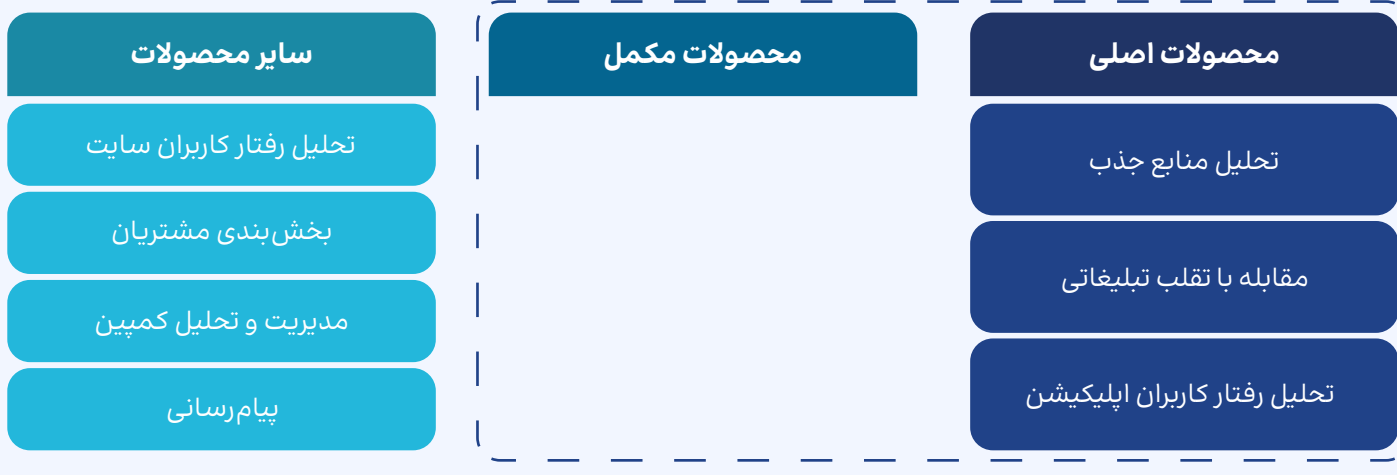 محصولات اصلی
تحلیل منابع جذب
مقابله با تقلب تبلیغاتی
تحلیل رفتار کاربران اپلیکیشن
محصولات مکمل
سایر محصولات
تحلیل رفتار کاربران سایت
بخش‌بندی مشتریان
مدیریت و تحلیل کمپین
پیام‌رسانی